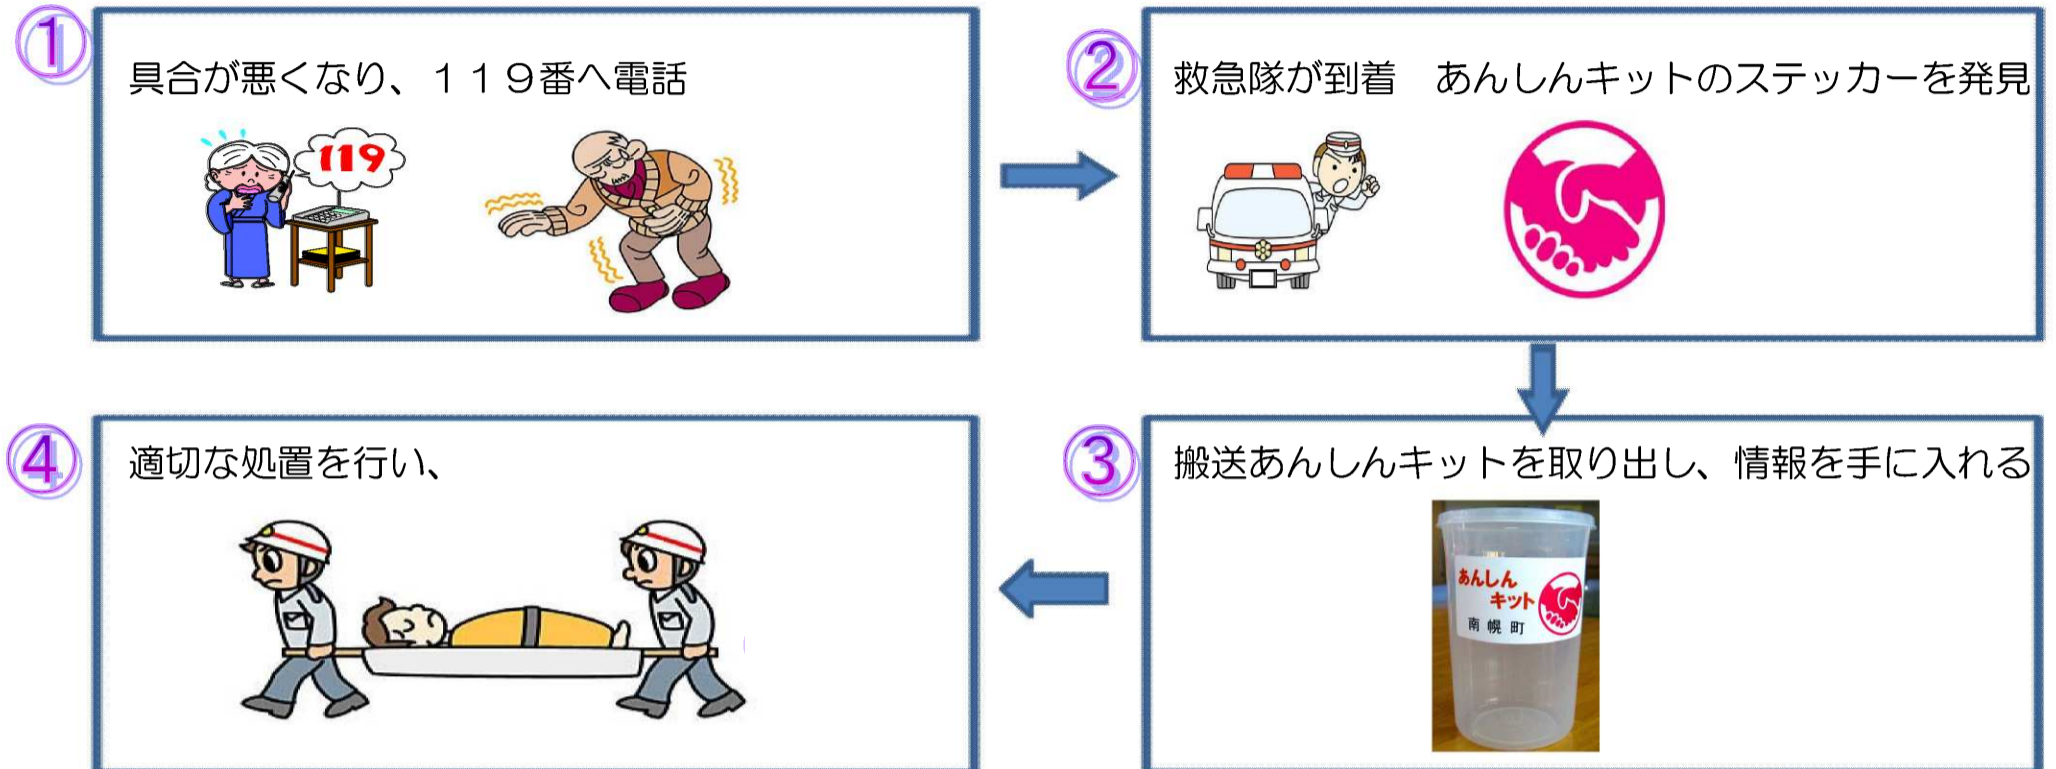 ①
具合が悪くなり、119番へ電話
119
②
救急隊が到着　あんしんキットのステッカーを発見
③
搬送あんしんキットを取り出し、情報を手に入れる
あんしん
キット
南幌町
④
適切な処置を行い、